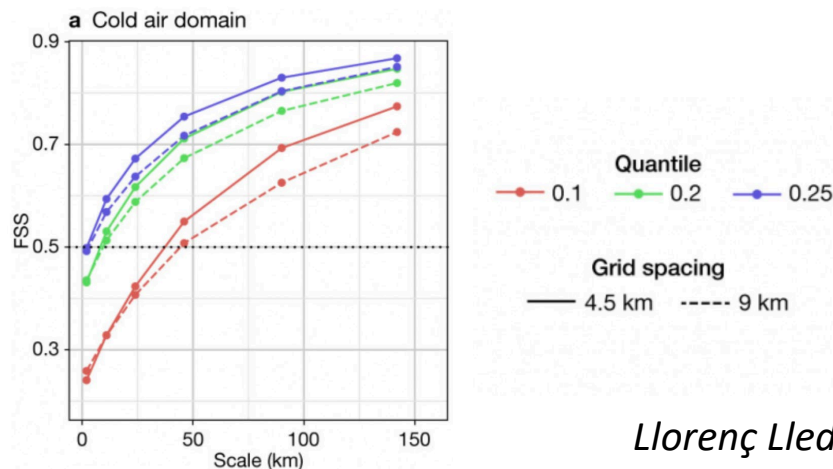 a Cold air domain
0.9
0.7
0.5
0.3
FSS
0 50 100 150
Scale (km)
Quantile
0.1 0.2 0.25
Grid spacing
4.5 km 9 km
Llorenç Lled